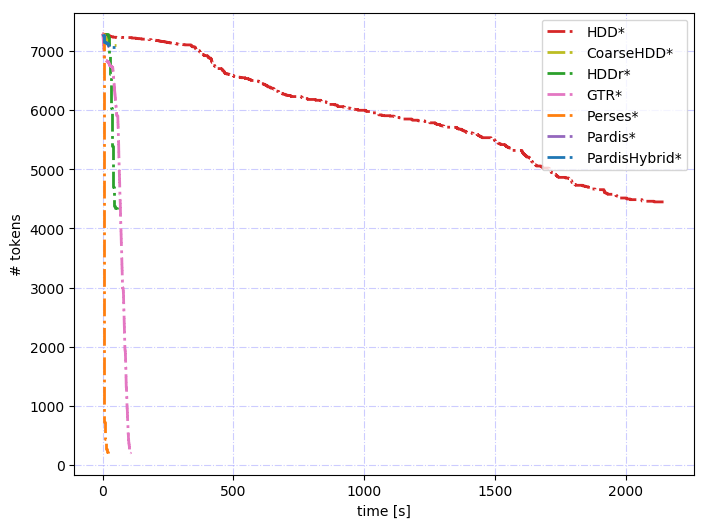 HDD*
CoarseHDD*
HDDr*
GTR*
Perses*
Pardis*
PardisHybrid*
7000
6000
5000
4000
3000
2000
1000
0
# tokens
0 500 1000 1500 2000
time [s]